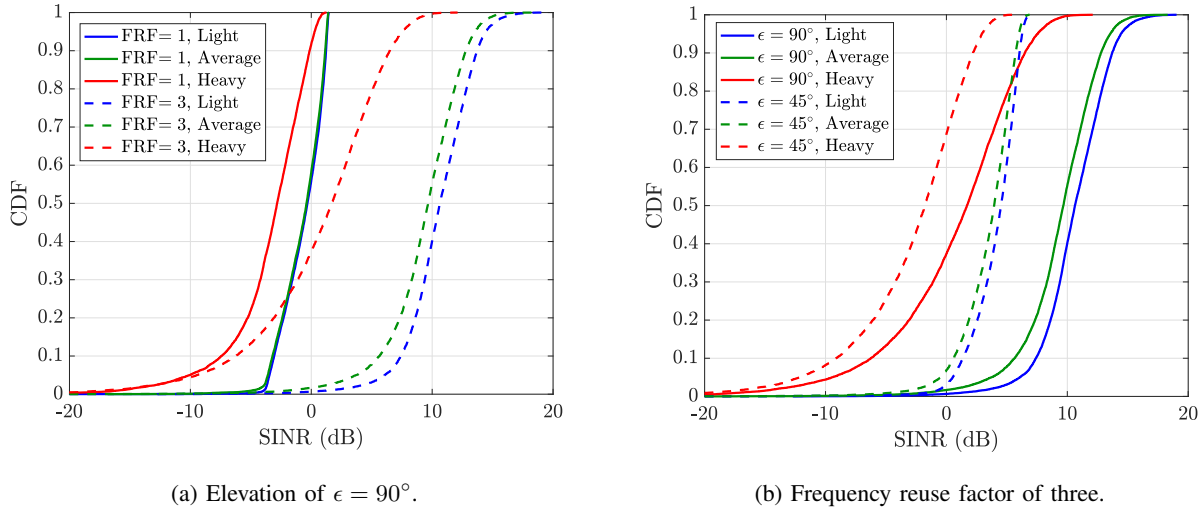 1
0.9
0.8
0.7
0.6
0.5
0.4
0.3
0.2
0.1
0
CDF
FRF= 1, Light
FRF= 1, Average
FRF= 1, Heavy
FRF= 3, Light
FRF= 3, Average
FRF= 3, Heavy
-20 -10 0 10 20
SINR (dB)
(a) Elevation of ϵ = 90°.
1
0.9
0.8
0.7
0.6
0.5
0.4
0.3
0.2
0.1
0
CDF
ϵ = 90°, Light
ϵ = 90°, Average
ϵ = 90°, Heavy
ϵ = 45°, Light
ϵ = 45°, Average
ϵ = 45°, Heavy
-20 -10 0 10 20
SINR (dB)
(b) Frequency reuse factor of three.